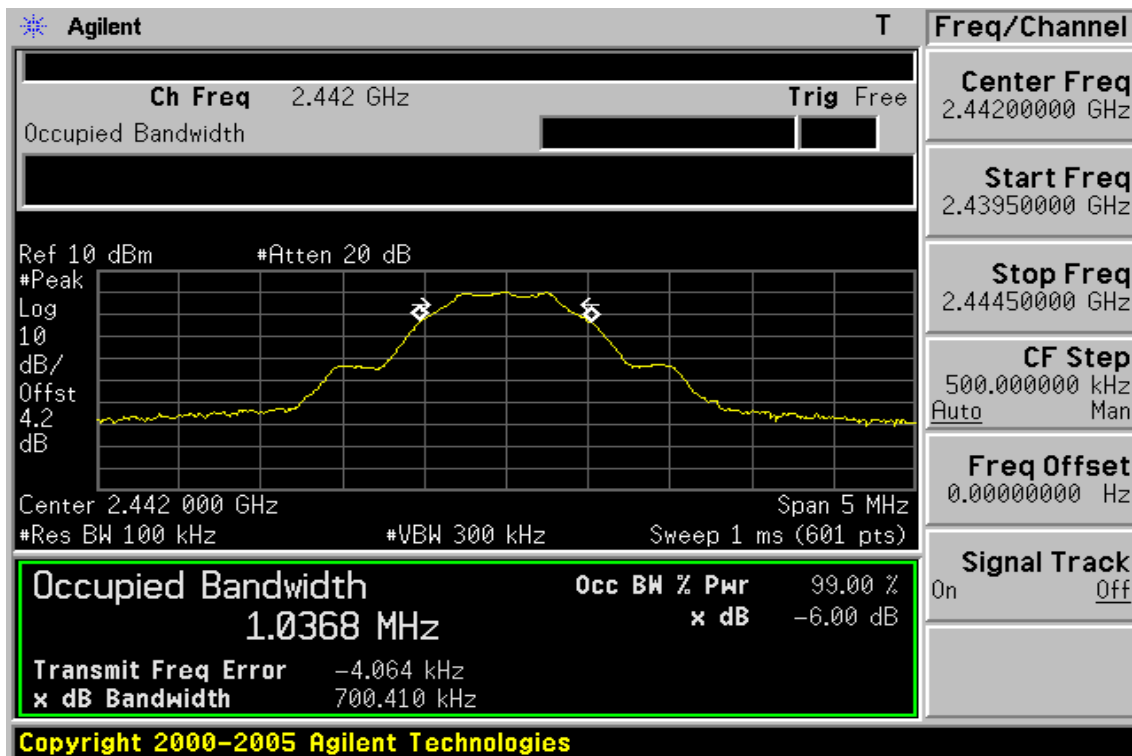 Agilent T
Freq/Channel
Ch Freq 2.442 GHz Trig Free
Occupied Bandwidth
Center Freq
2.44200000 GHz
Start Freq
2.43950000 GHz
Stop Freq
2.44450000 GHz
CF Step
500.000000 kHz
Auto Man
Freq Offset
0.00000000 Hz
Signal Track
On Off
Ref 10 dBm #Atten 20 dB
#Peak
Log
10
dB/
Offst
4.2
dB
Center 2.442 000 GHz Span 5 MHz
#Res BW 100 kHz #VBW 300 kHz Sweep 1 ms (601 pts)
Occupied Bandwidth
1.0368 MHz
Occ BW % Pwr 99.00 %
x dB -6.00 dB
Transmit Freq Error -4.064 kHz
x dB Bandwidth 700.410 kHz
Copyright 2000-2005 Agilent Technologies